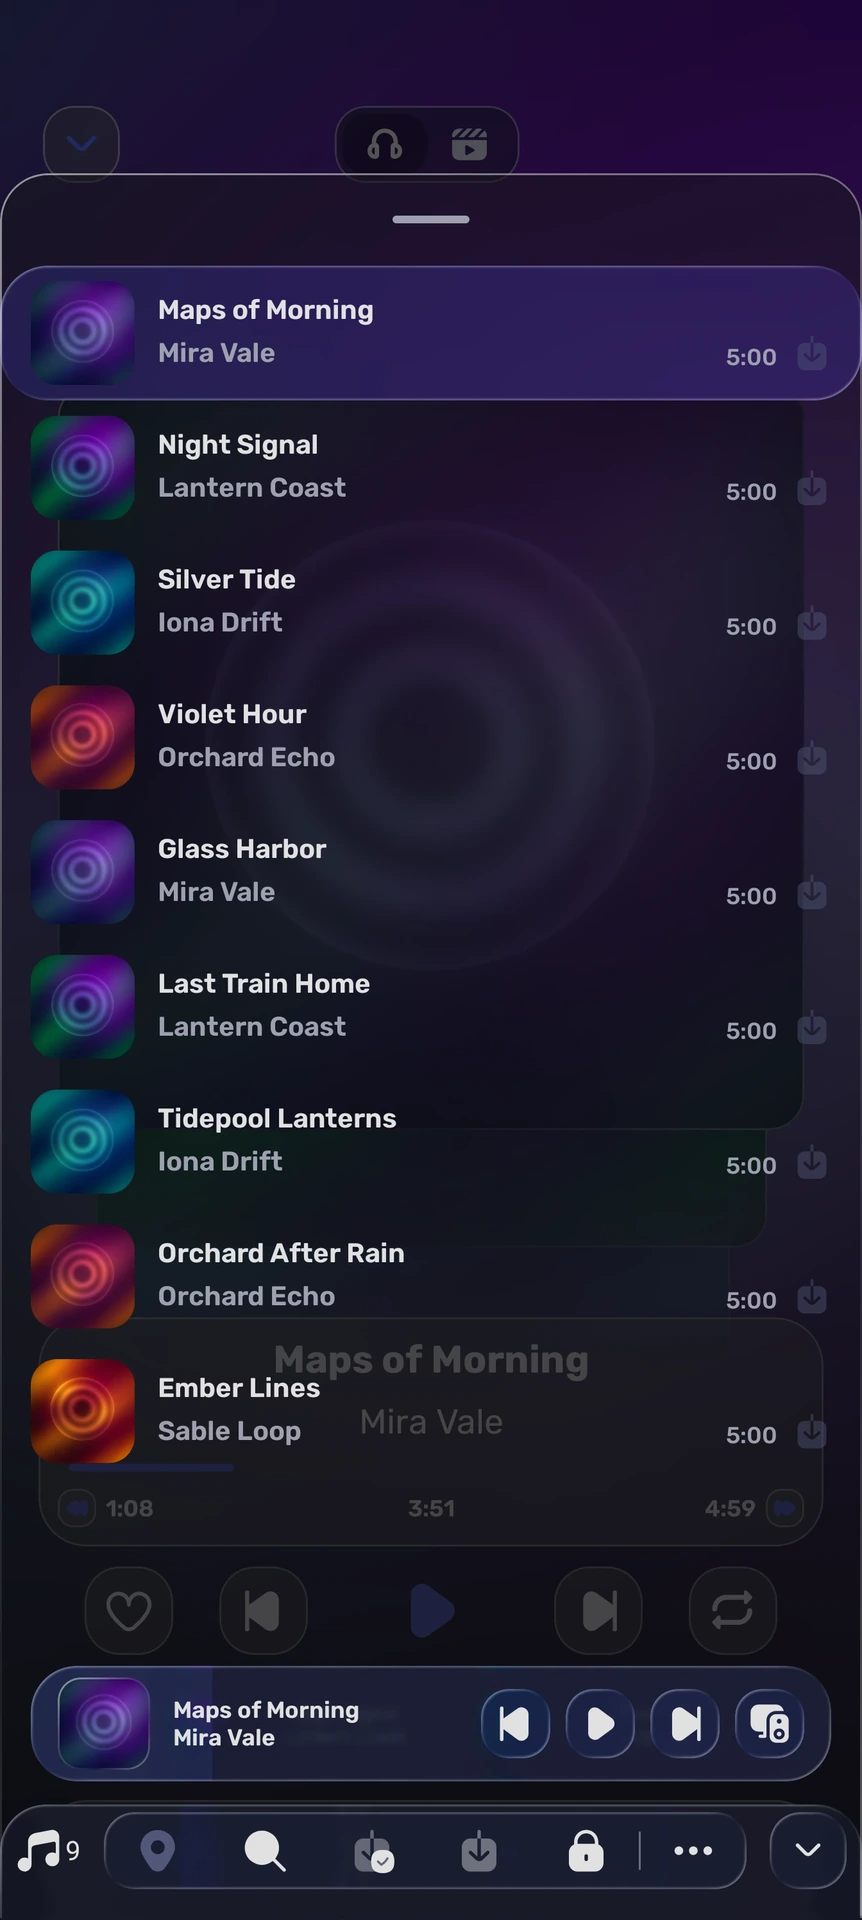 Maps of Morning
Mira Vale
5:00
Night Signal
Lantern Coast
5:00
Silver Tide
Iona Drift
5:00
Violet Hour
Orchard Echo
5:00
Glass Harbor
Mira Vale
5:00
Last Train Home
Lantern Coast
5:00
Tidepool Lanterns
Iona Drift
5:00
Orchard After Rain
Orchard Echo
5:00
Maps of Morning
Ember Lines
Mira Vale
Sable Loop
5:00
1:08 3:51 4:59
Maps of Morning
Mira Vale
9